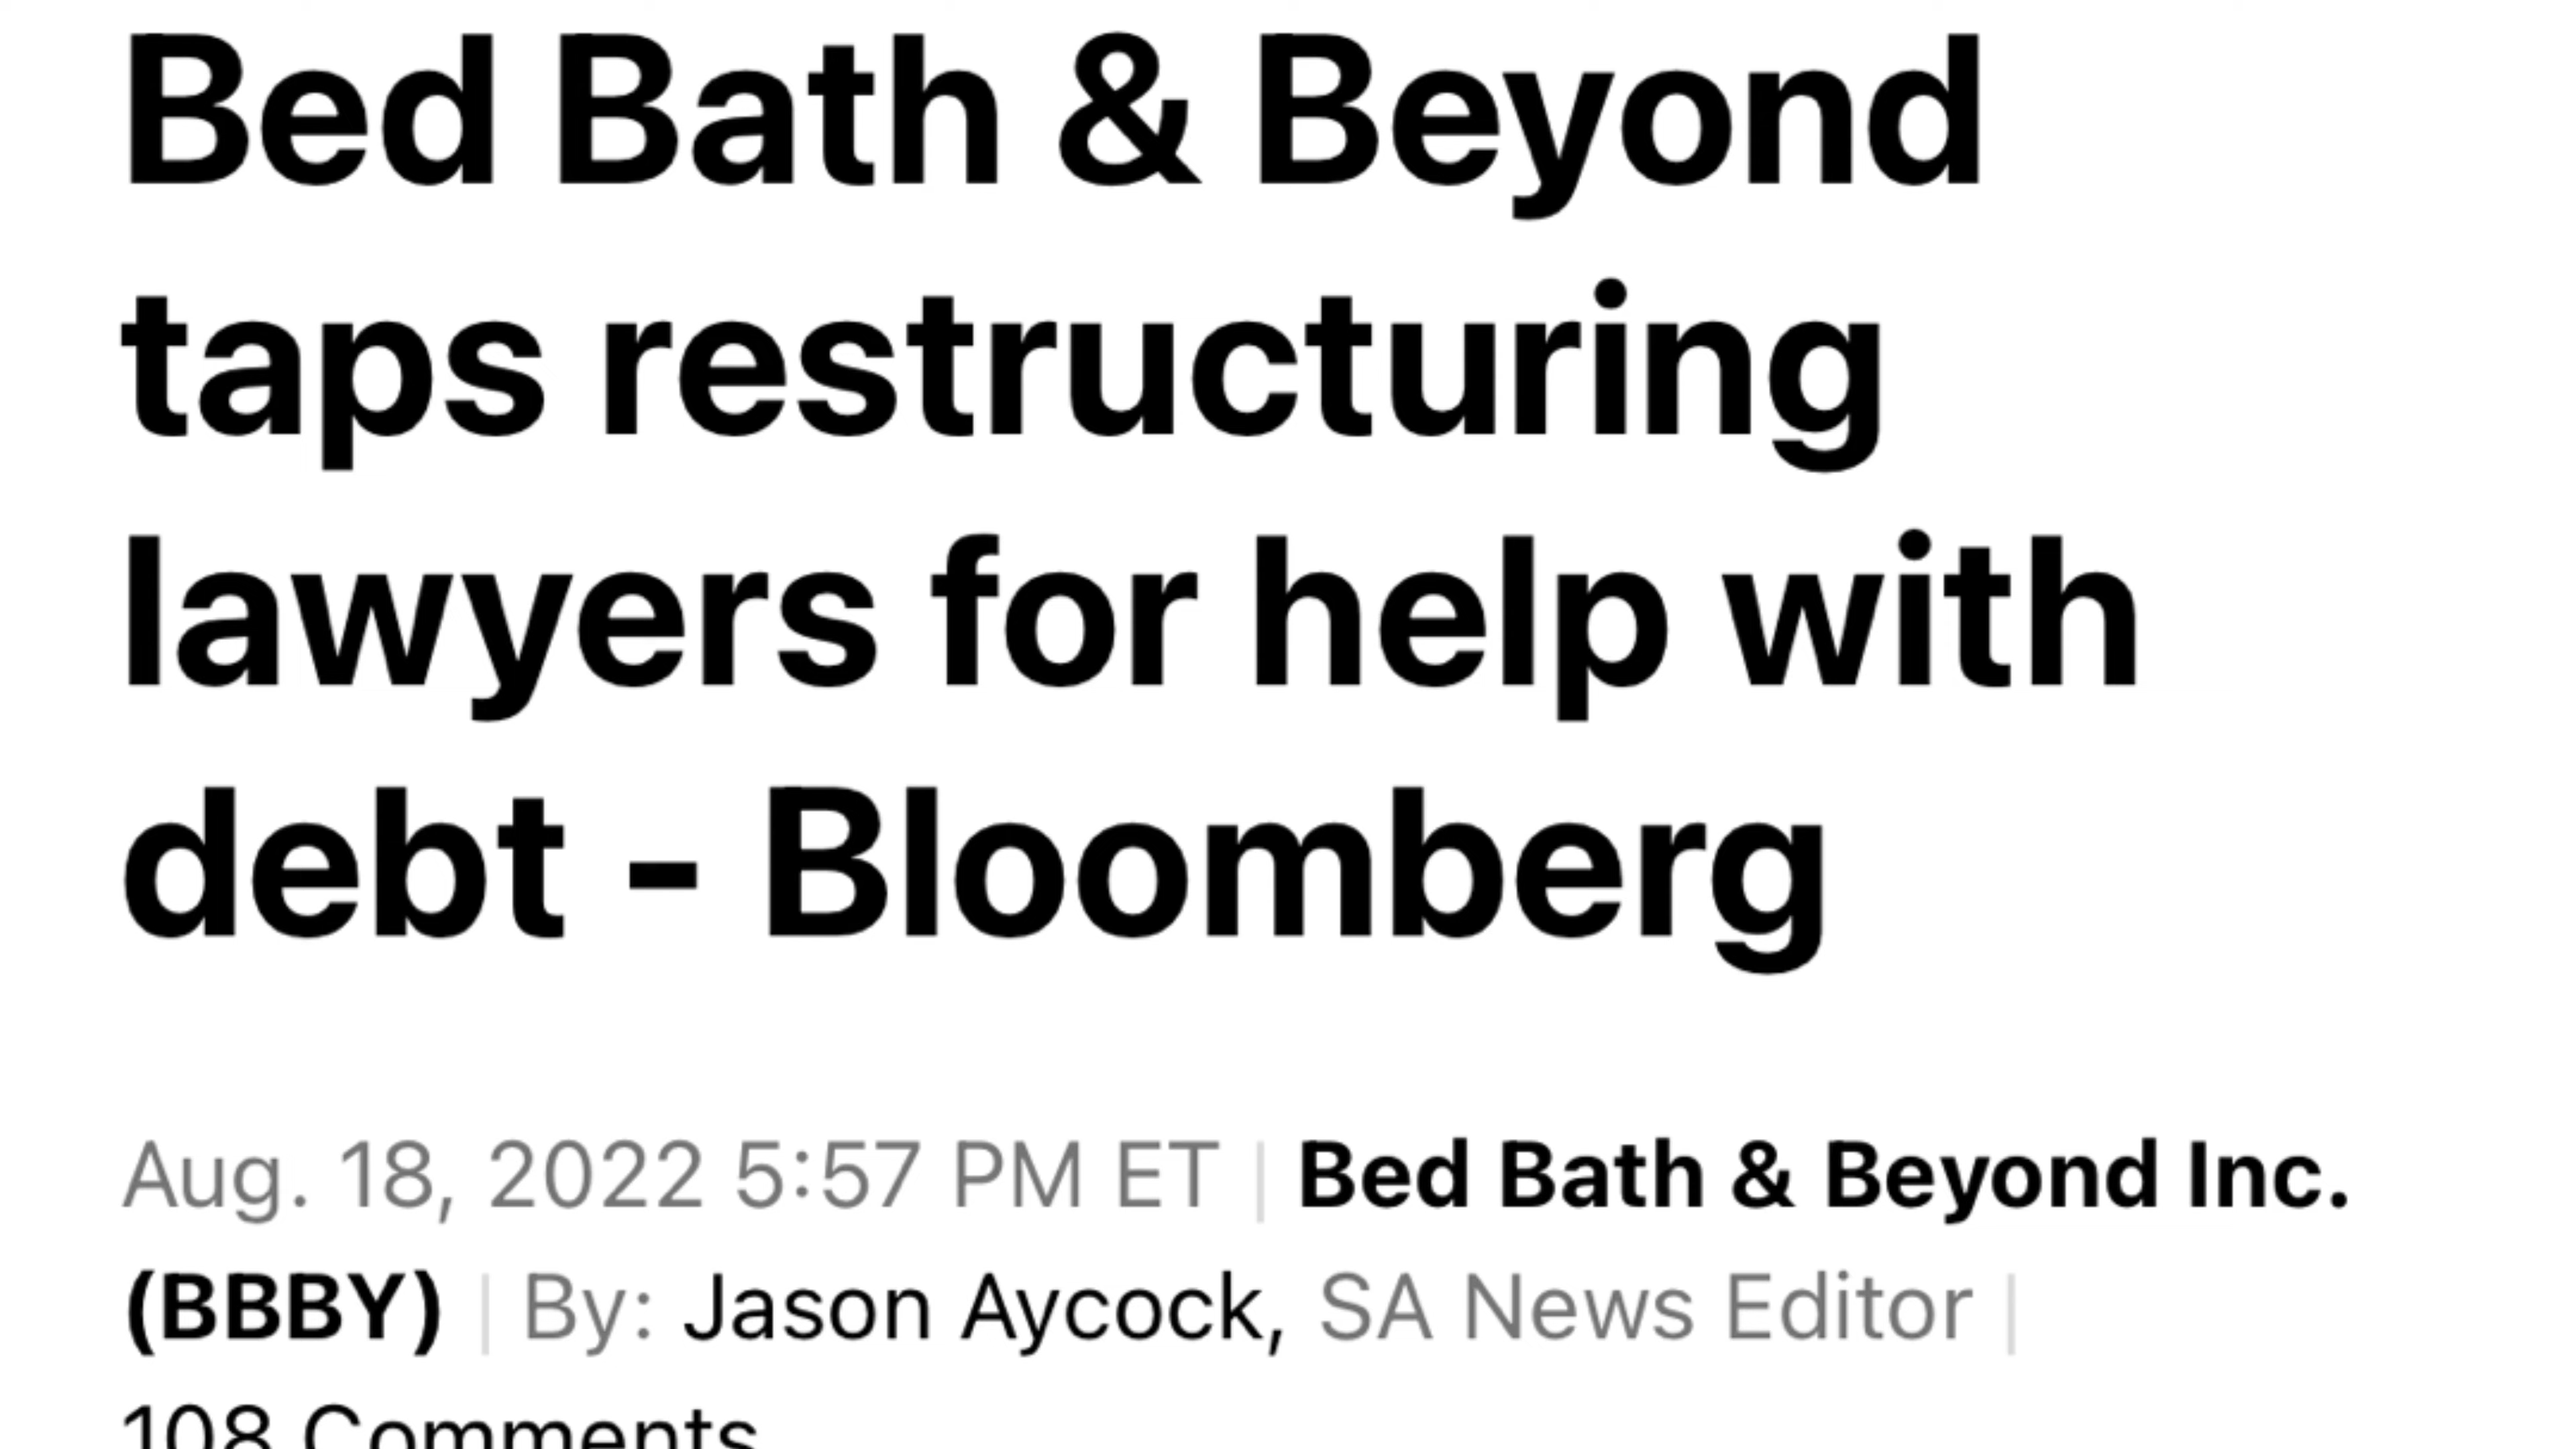 Bed Bath & Beyond
taps restructuring
lawyers for help with
debt - Bloomberg
Aug. 18, 2022 5:57 PM ET | Bed Bath & Beyond Inc.
(BBBY) | By: Jason Aycock, SA News Editor |
108 Comments